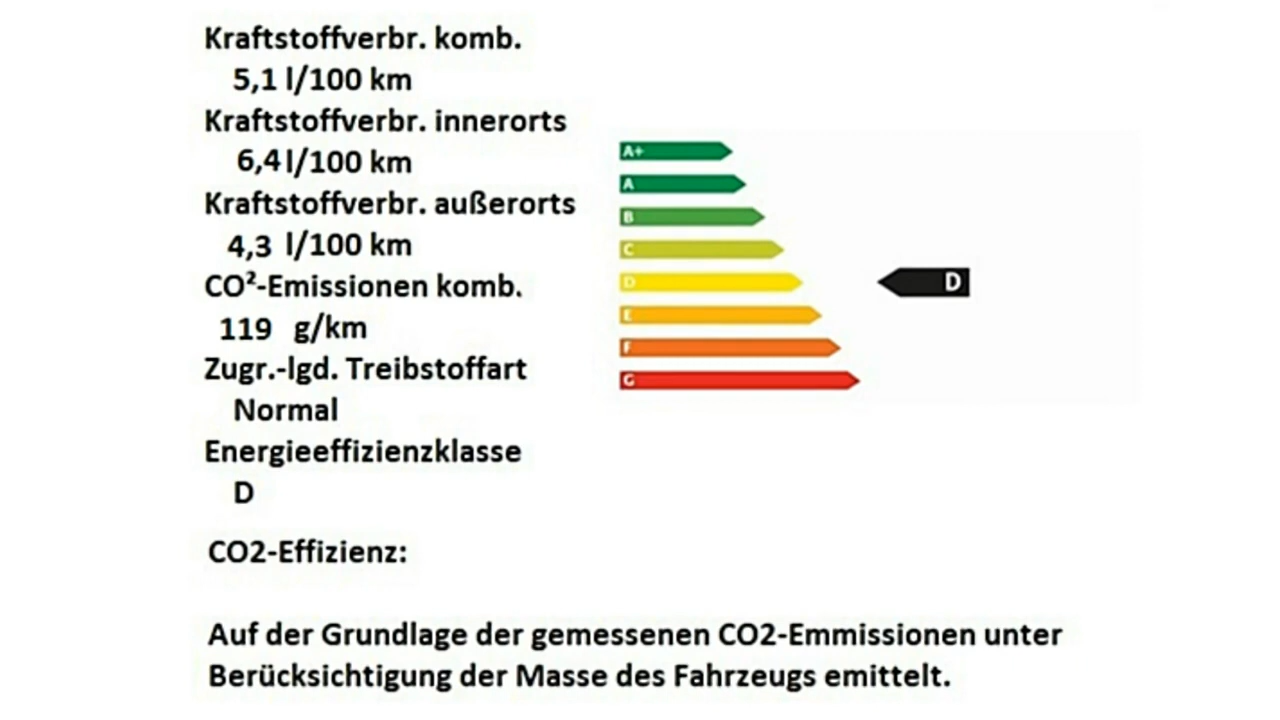 Kraftstoffverbr. komb.
5,1 l/100 km
Kraftstoffverbr. innerorts
6,4 l/100 km
Kraftstoffverbr. außerorts
4,3 l/100 km
CO²-Emissionen komb.
119 g/km
Zugr.-lgd. Treibstoffart
Normal
Energieeffizienzklasse
D
A+
A
B
C
D
D
E
F
G
CO2-Effizienz:
Auf der Grundlage der gemessenen CO2-Emmissionen unter
Berücksichtigung der Masse des Fahrzeugs emittelt.